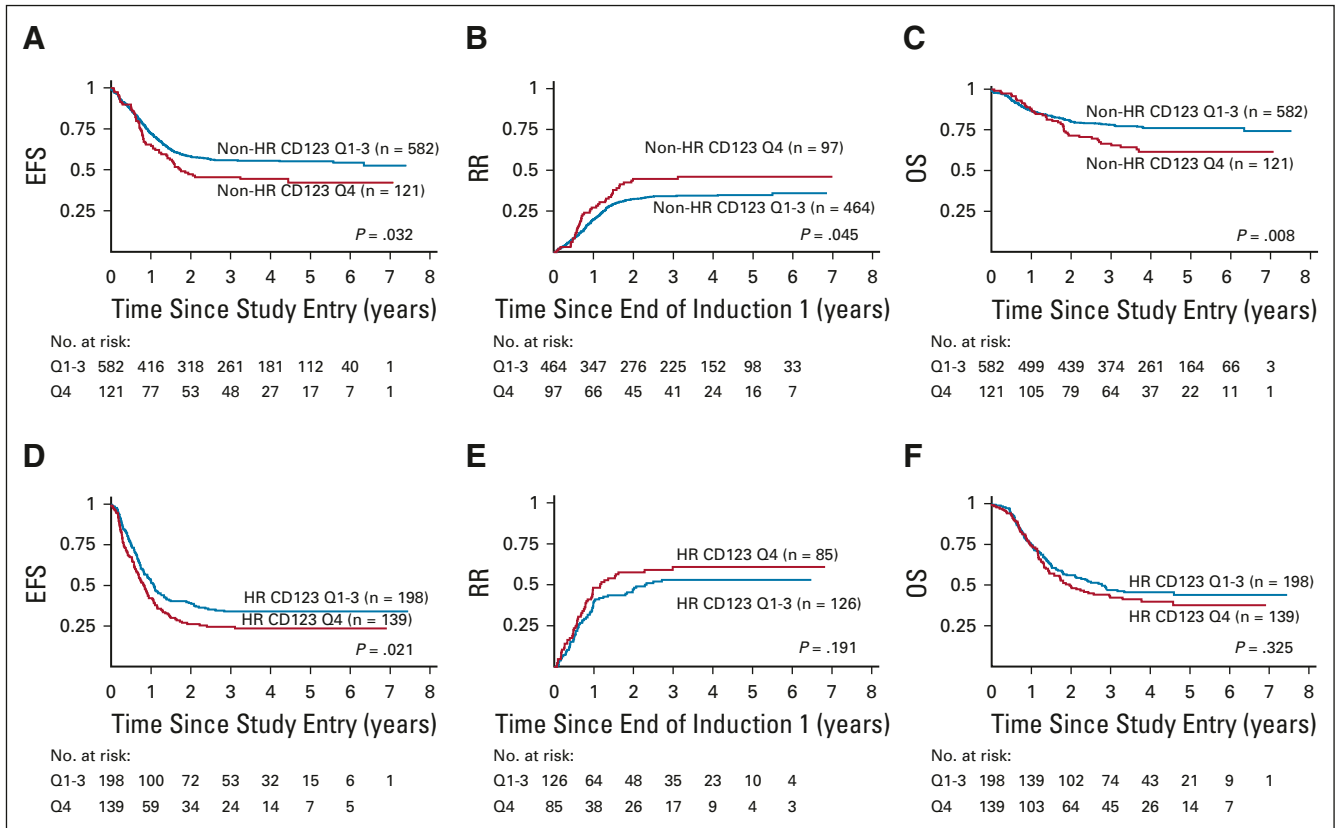 A
EFS
1
0.75
0.5
0.25
Non-HR CD123 Q1-3 (n = 582)
Non-HR CD123 Q4 (n = 121)
P = .032
0 1 2 3 4 5 6 7 8
Time Since Study Entry (years)
No. at risk:
Q1-3 582 416 318 261 181 112 40 1
Q4 121 77 53 48 27 17 7 1
B
RR
1
0.75
0.5
0.25
Non-HR CD123 Q4 (n = 97)
Non-HR CD123 Q1-3 (n = 464)
P = .045
0 1 2 3 4 5 6 7 8
Time Since End of Induction 1 (years)
No. at risk:
Q1-3 464 347 276 225 152 98 33
Q4 97 66 45 41 24 16 7
C
OS
1
0.75
0.5
0.25
Non-HR CD123 Q1-3 (n = 582)
Non-HR CD123 Q4 (n = 121)
P = .008
0 1 2 3 4 5 6 7 8
Time Since Study Entry (years)
No. at risk:
Q1-3 582 499 439 374 261 164 66 3
Q4 121 105 79 64 37 22 11 1
D
EFS
1
0.75
0.5
0.25
HR CD123 Q1-3 (n = 198)
HR CD123 Q4 (n = 139)
P = .021
0 1 2 3 4 5 6 7 8
Time Since Study Entry (years)
No. at risk:
Q1-3 198 100 72 53 32 15 6 1
Q4 139 59 34 24 14 7 5
E
RR
1
0.75
0.5
0.25
HR CD123 Q4 (n = 85)
HR CD123 Q1-3 (n = 126)
P = .191
0 1 2 3 4 5 6 7 8
Time Since End of Induction 1 (years)
No. at risk:
Q1-3 126 64 48 35 23 10 4
Q4 85 38 26 17 9 4 3
F
OS
1
0.75
0.5
0.25
HR CD123 Q1-3 (n = 198)
HR CD123 Q4 (n = 139)
P = .325
0 1 2 3 4 5 6 7 8
Time Since Study Entry (years)
No. at risk:
Q1-3 198 139 102 74 43 21 9 1
Q4 139 103 64 45 26 14 7